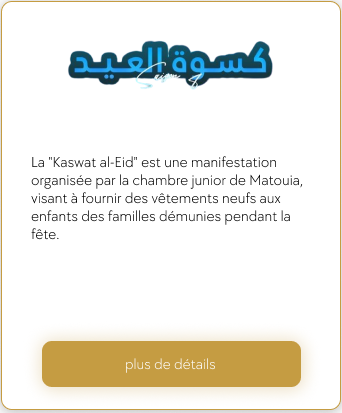 كسوة العيد
La "Kaswat al-Eid" est une manifestation
organisée par la chambre junior de Matouia,
visant à fournir des vêtements neufs aux
enfants des familles démunies pendant la
fête.
plus de détails